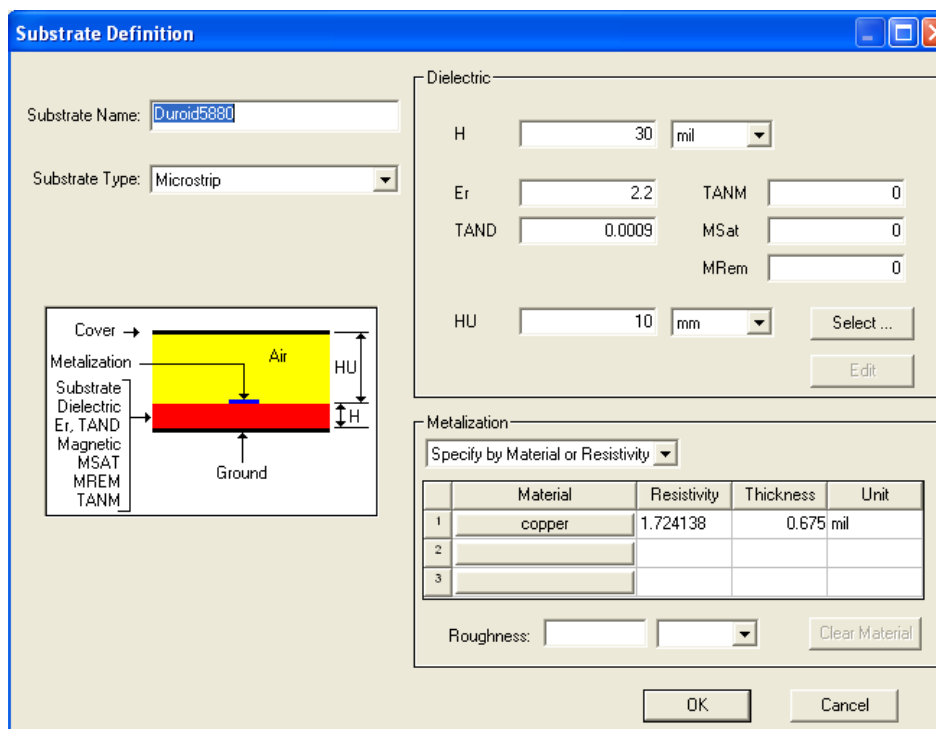 Substrate Definition
Substrate Name: Duroid5880
Substrate Type: Microstrip
Cover
Metalization
Substrate
Dielectric
Er, TAND
Magnetic
MSAT
MREM
TANM
Air
HU
H
Ground
Dielectric
H 30 mil
Er 2.2 TANM 0
TAND 0.0009 MSat 0
MRem 0
HU 10 mm Select ...
Edit
Metalization
Specify by Material or Resistivity
Material Resistivity Thickness Unit
1 copper 1.724138 0.675 mil
2
3
Roughness: Clear Material
OK Cancel